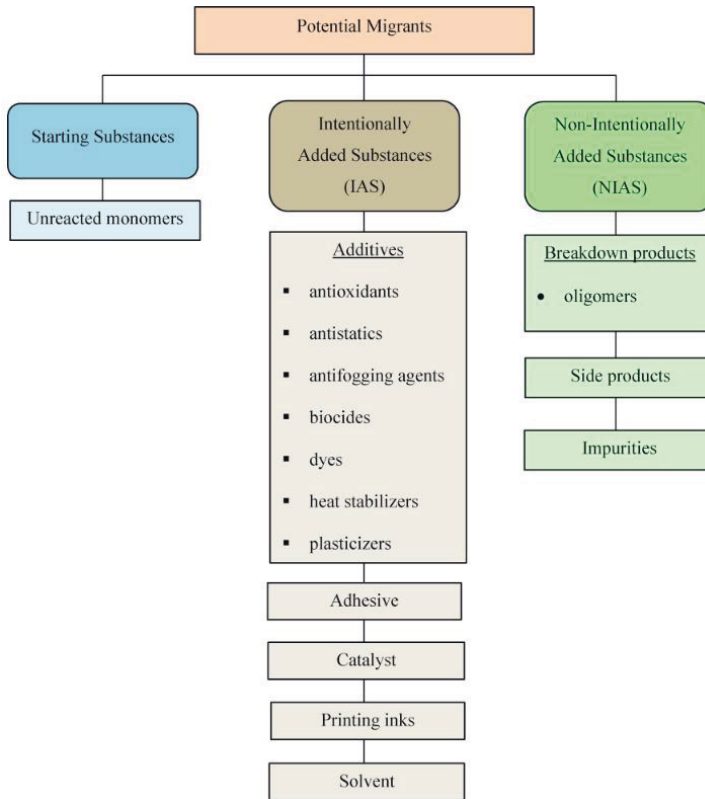 Potential Migrants
Starting Substances
Unreacted monomers
Intentionally
Added Substances
(IAS)
Additives
▪ antioxidants
▪ antistatics
▪ antifogging agents
▪ biocides
▪ dyes
▪ heat stabilizers
▪ plasticizers
Adhesive
Catalyst
Printing inks
Solvent
Non-Intentionally
Added Substances
(NIAS)
Breakdown products
• oligomers
Side products
Impurities